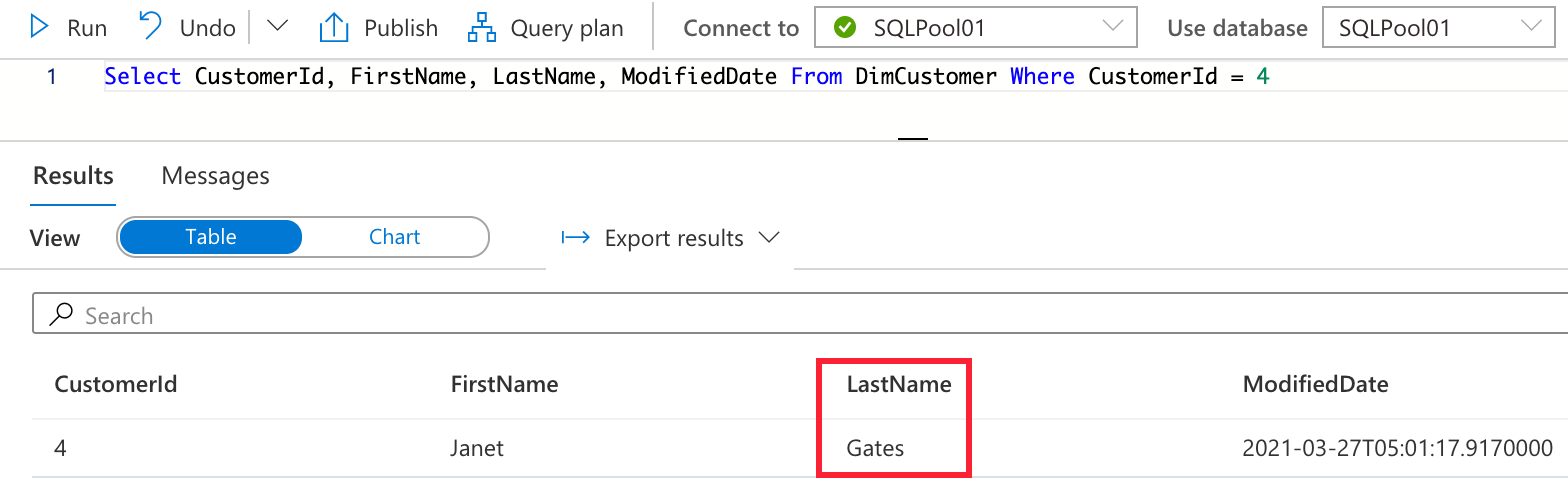 Run Undo Publish Query plan Connect to SQLPool01 Use database SQLPool01
1 Select CustomerId, FirstName, LastName, ModifiedDate From DimCustomer Where CustomerId = 4
Results Messages
View Table Chart Export results
Search
CustomerId FirstName LastName ModifiedDate
4 Janet Gates 2021-03-27T05:01:17.9170000